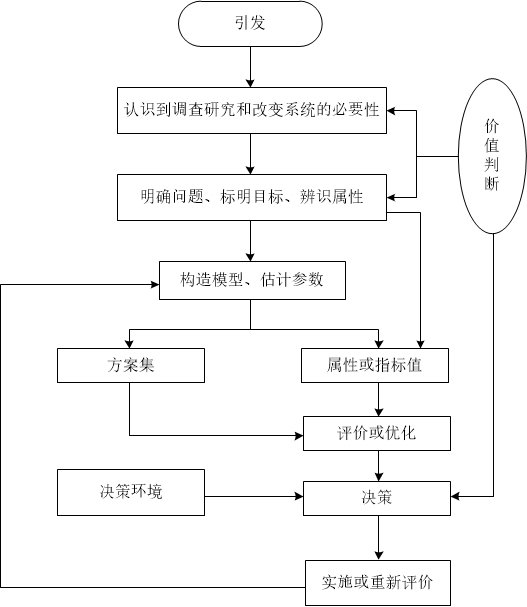 引发
认识到调查研究和改变系统的必要性
价值判断
明确问题、标明目标、辨识属性
构造模型、估计参数
方案集
属性或指标值
评价或优化
决策环境
决策
实施或重新评价